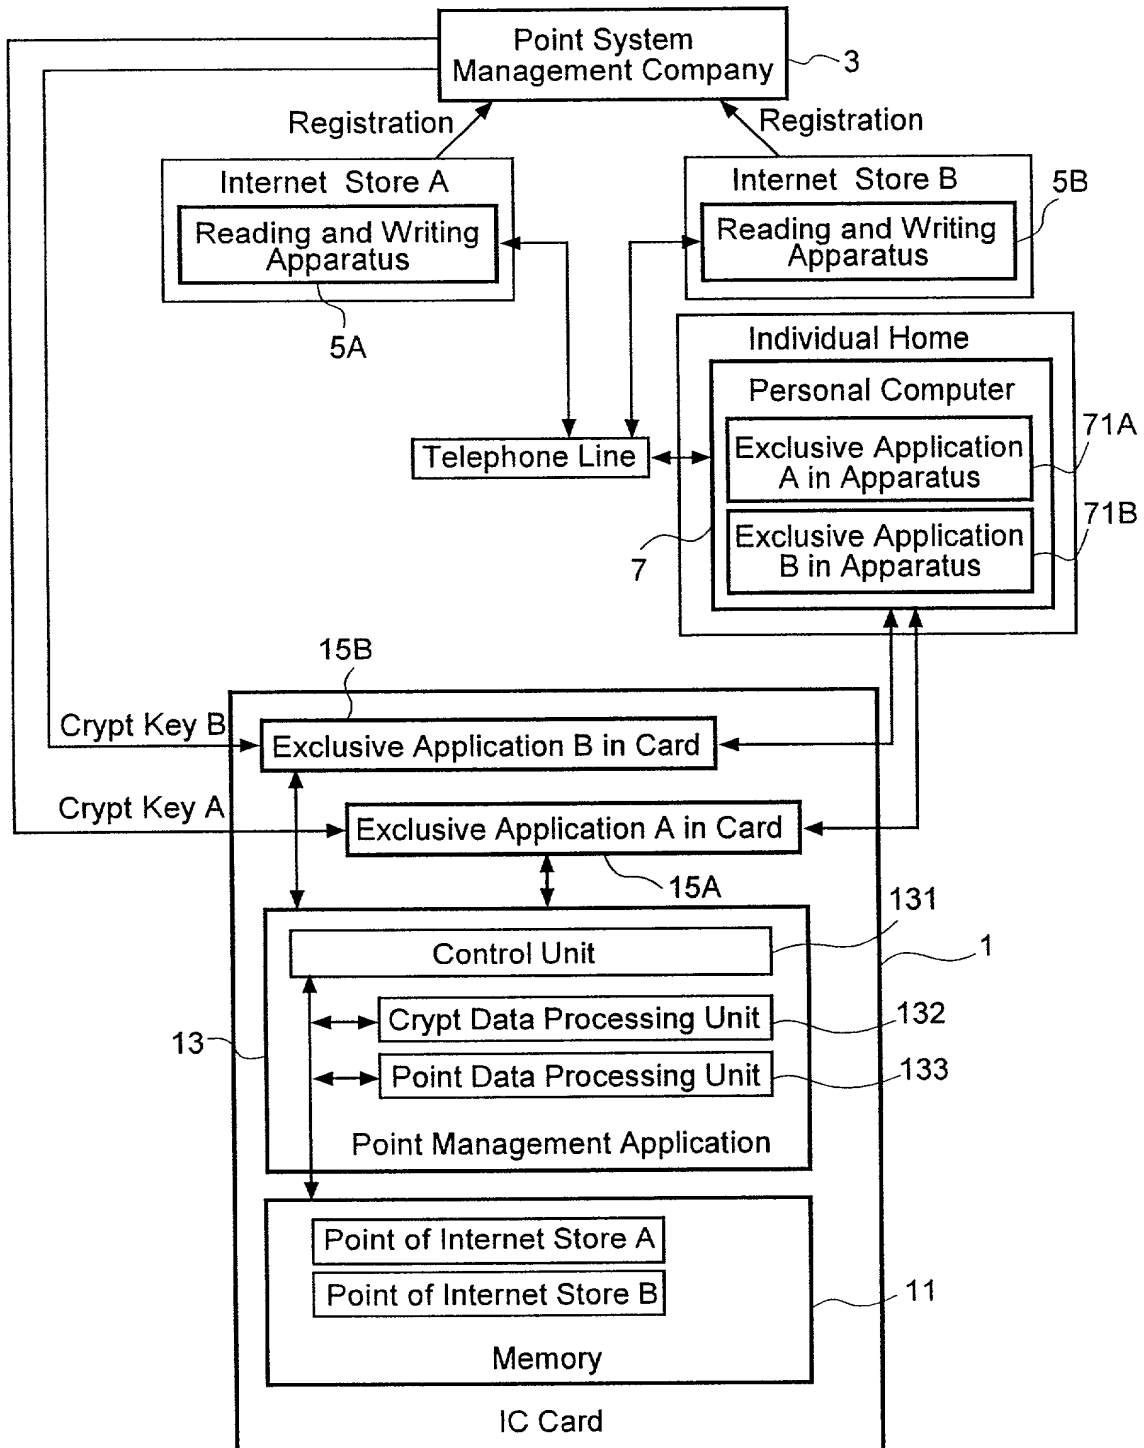 Point System
Management Company
3
Registration
Registration
Internet Store A
Reading and Writing
Apparatus
5A
Internet Store B
5B
Reading and Writing
Apparatus
Individual Home
Personal Computer
71A
Exclusive Application
A in Apparatus
71B
Exclusive Application
B in Apparatus
7
Telephone Line
15B
Crypt Key B
Exclusive Application B in Card
Crypt Key A
Exclusive Application A in Card
15A
131
Control Unit
1
Crypt Data Processing Unit
132
13
Point Data Processing Unit
133
Point Management Application
Point of Internet Store A
Point of Internet Store B
11
Memory
IC Card